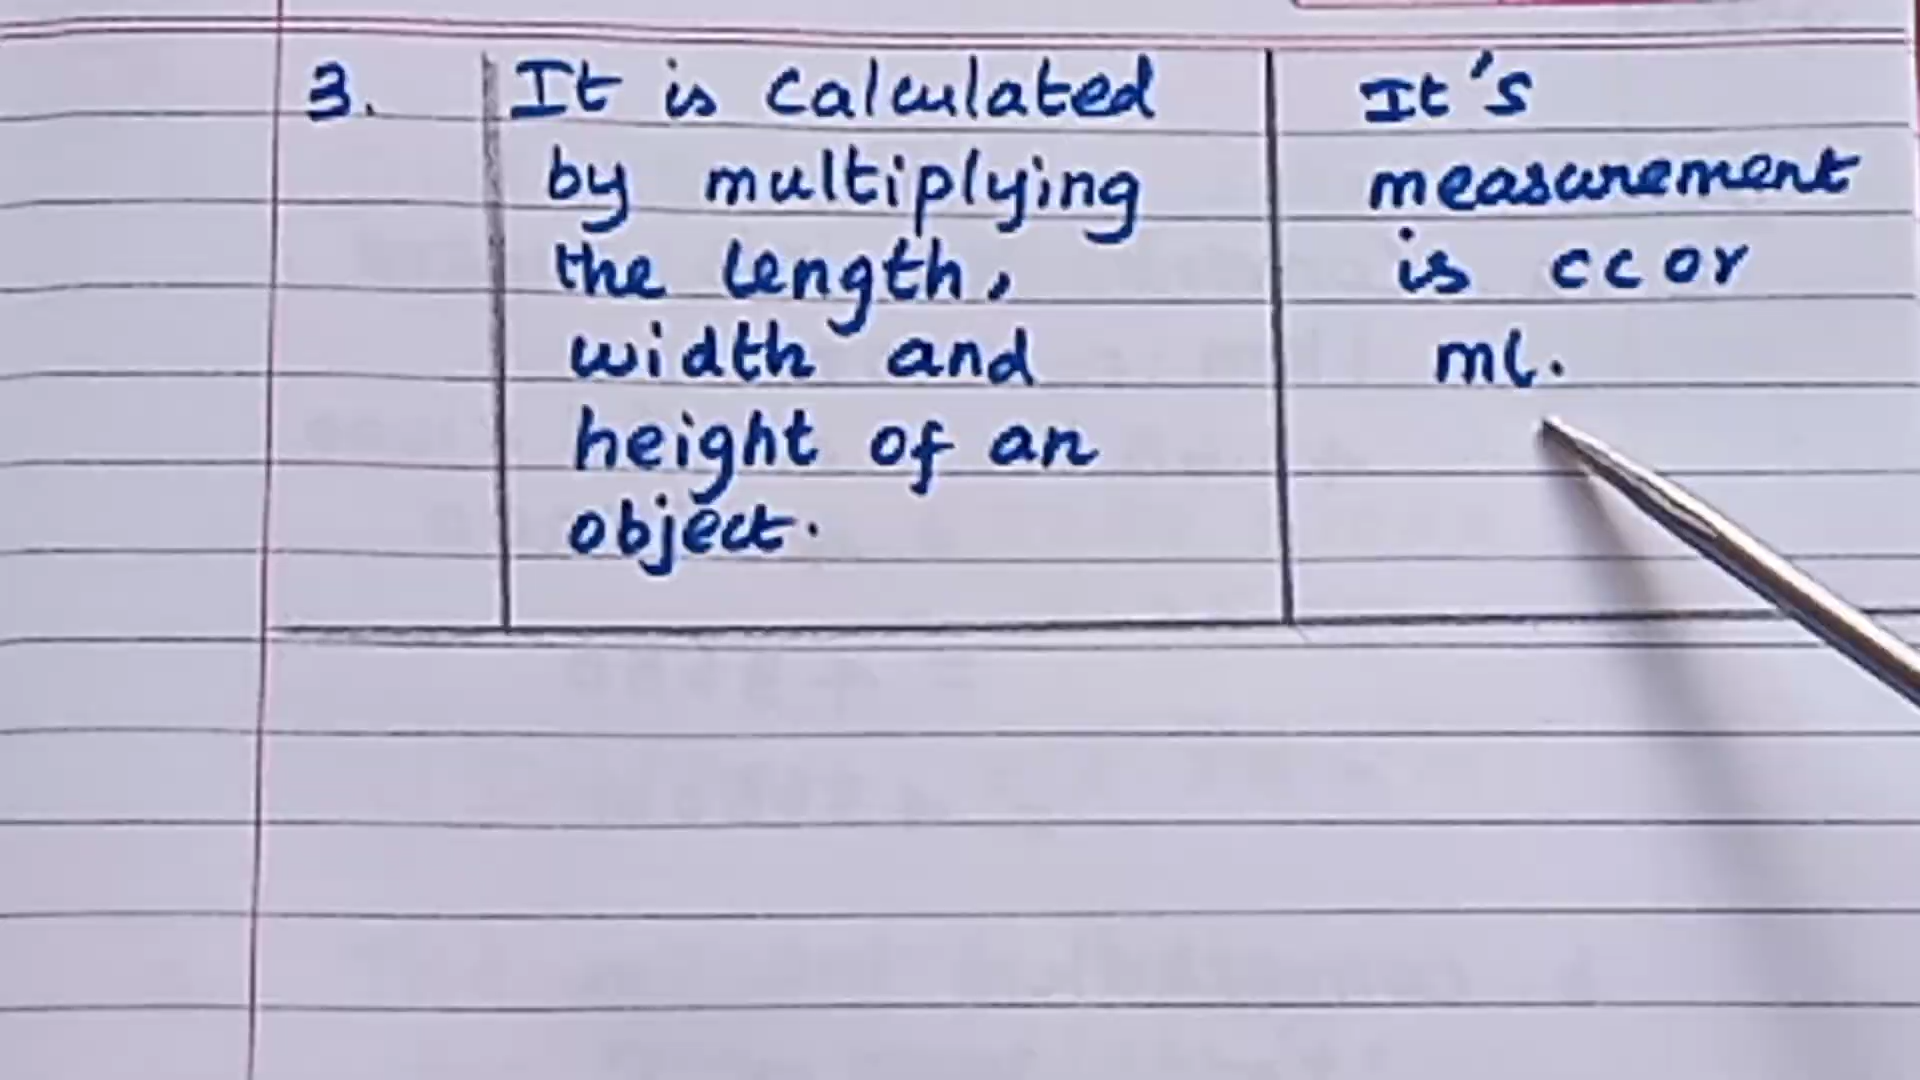 3.
It is calculated
by multiplying
the length,
width and
height of an
object.
It's
measurement
is cc or
ml.